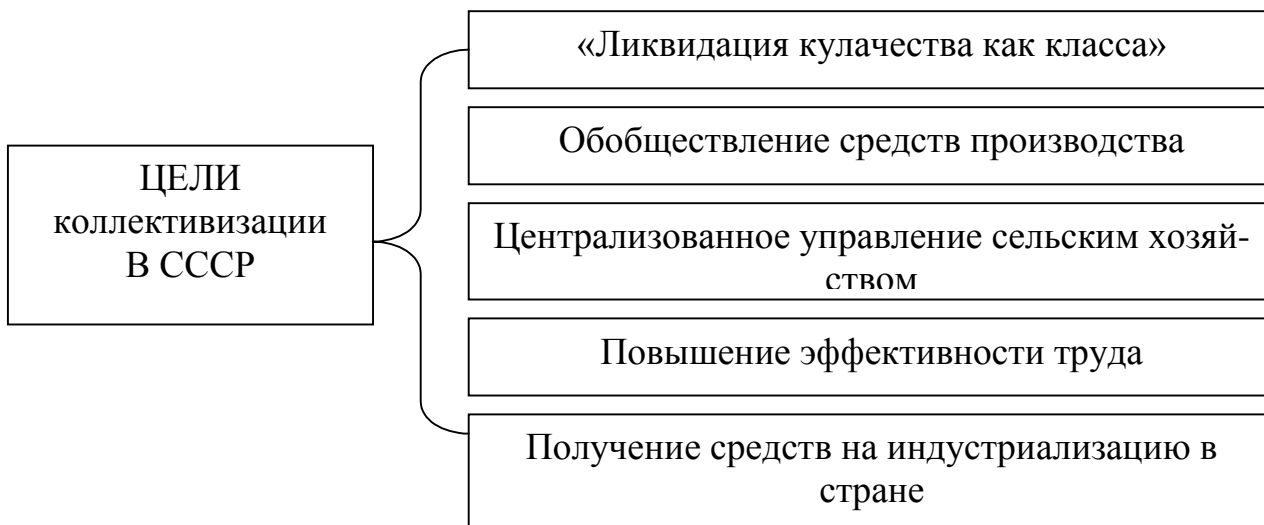 ЦЕЛИ
коллективизации
В СССР
«Ликвидация кулачества как класса»
Обобществление средств производства
Централизованное управление сельским хозяй-
ством
Повышение эффективности труда
Получение средств на индустриализацию в
стране